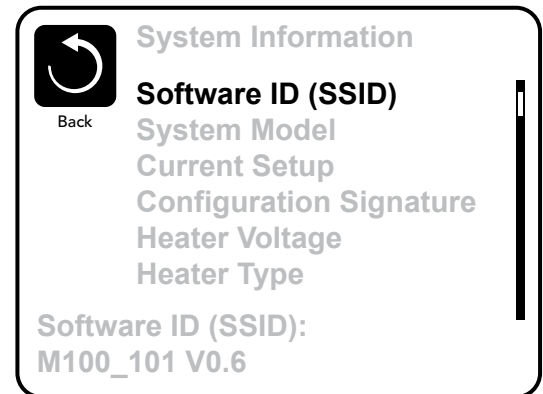 System Information
Back
Software ID (SSID)
System Model
Current Setup
Configuration Signature
Heater Voltage
Heater Type
Software ID (SSID):
M100_101 V0.6